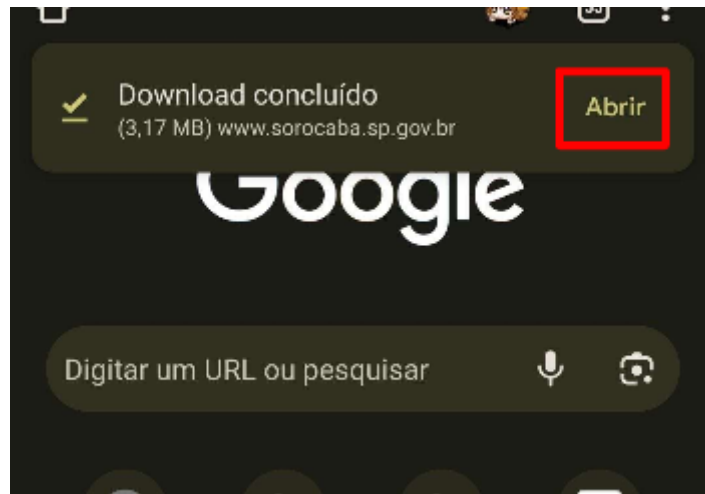 Download concluído
(3,17 MB) www.sorocaba.sp.gov.br
Abrir
Google
Digitar um URL ou pesquisar